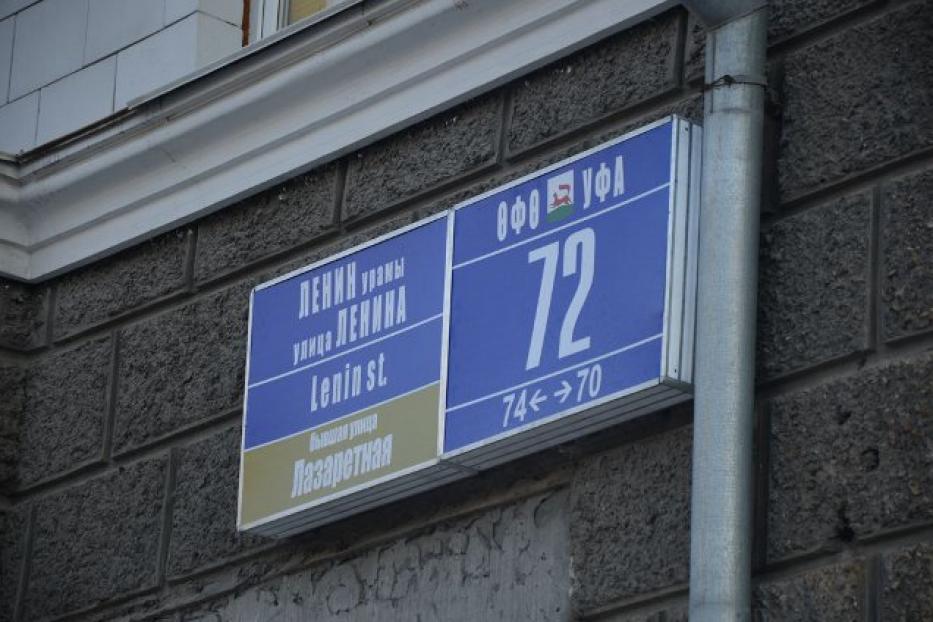 ЛЕНИН урамы
улица ЛЕНИНА
Lenin st.
бывшая улица
Лазаретная
ӨФӨ УФА
72
74← →70